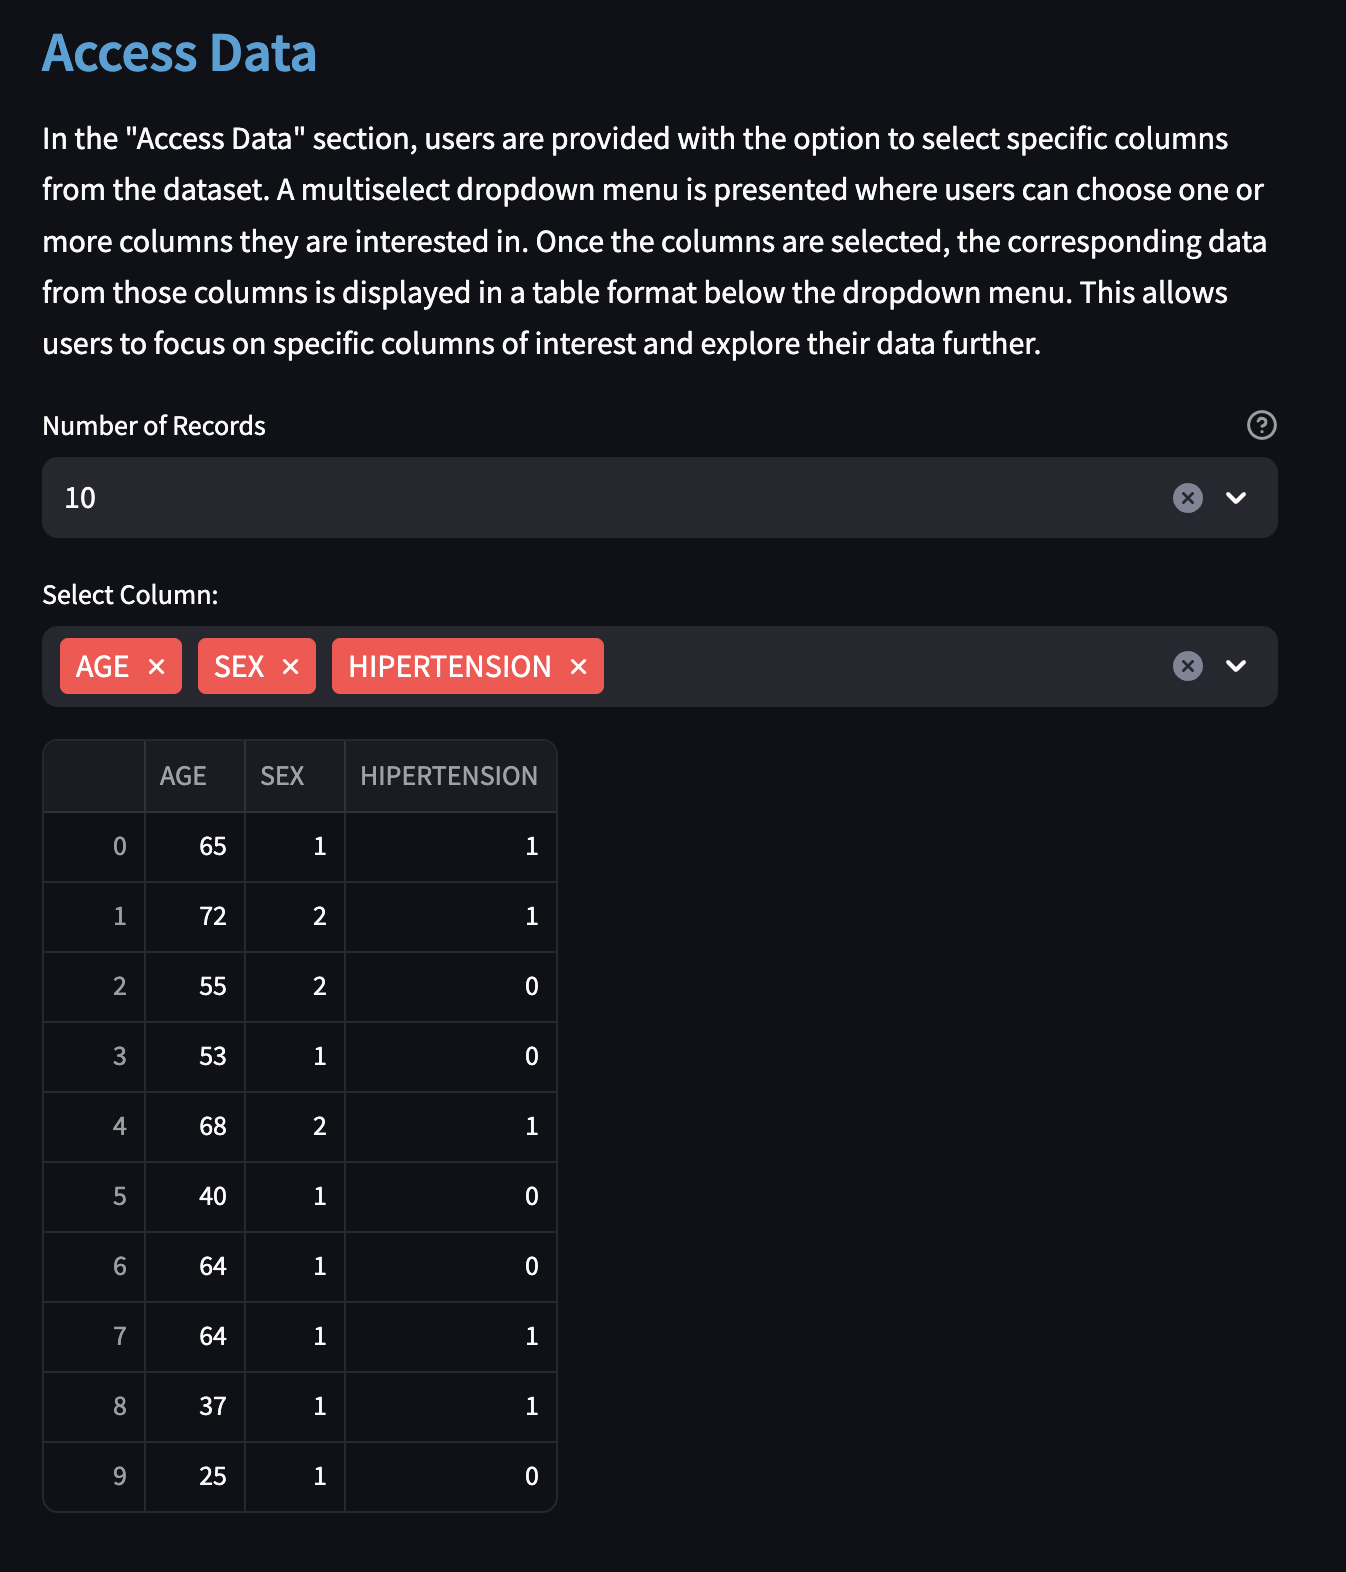 Access Data
In the "Access Data" section, users are provided with the option to select specific columns
from the dataset. A multiselect dropdown menu is presented where users can choose one or
more columns they are interested in. Once the columns are selected, the corresponding data
from those columns is displayed in a table format below the dropdown menu. This allows
users to focus on specific columns of interest and explore their data further.
Number of Records ?
10
Select Column:
AGE × SEX × HIPERTENSION ×
AGE SEX HIPERTENSION
0 65 1 1
1 72 2 1
2 55 2 0
3 53 1 0
4 68 2 1
5 40 1 0
6 64 1 0
7 64 1 1
8 37 1 1
9 25 1 0